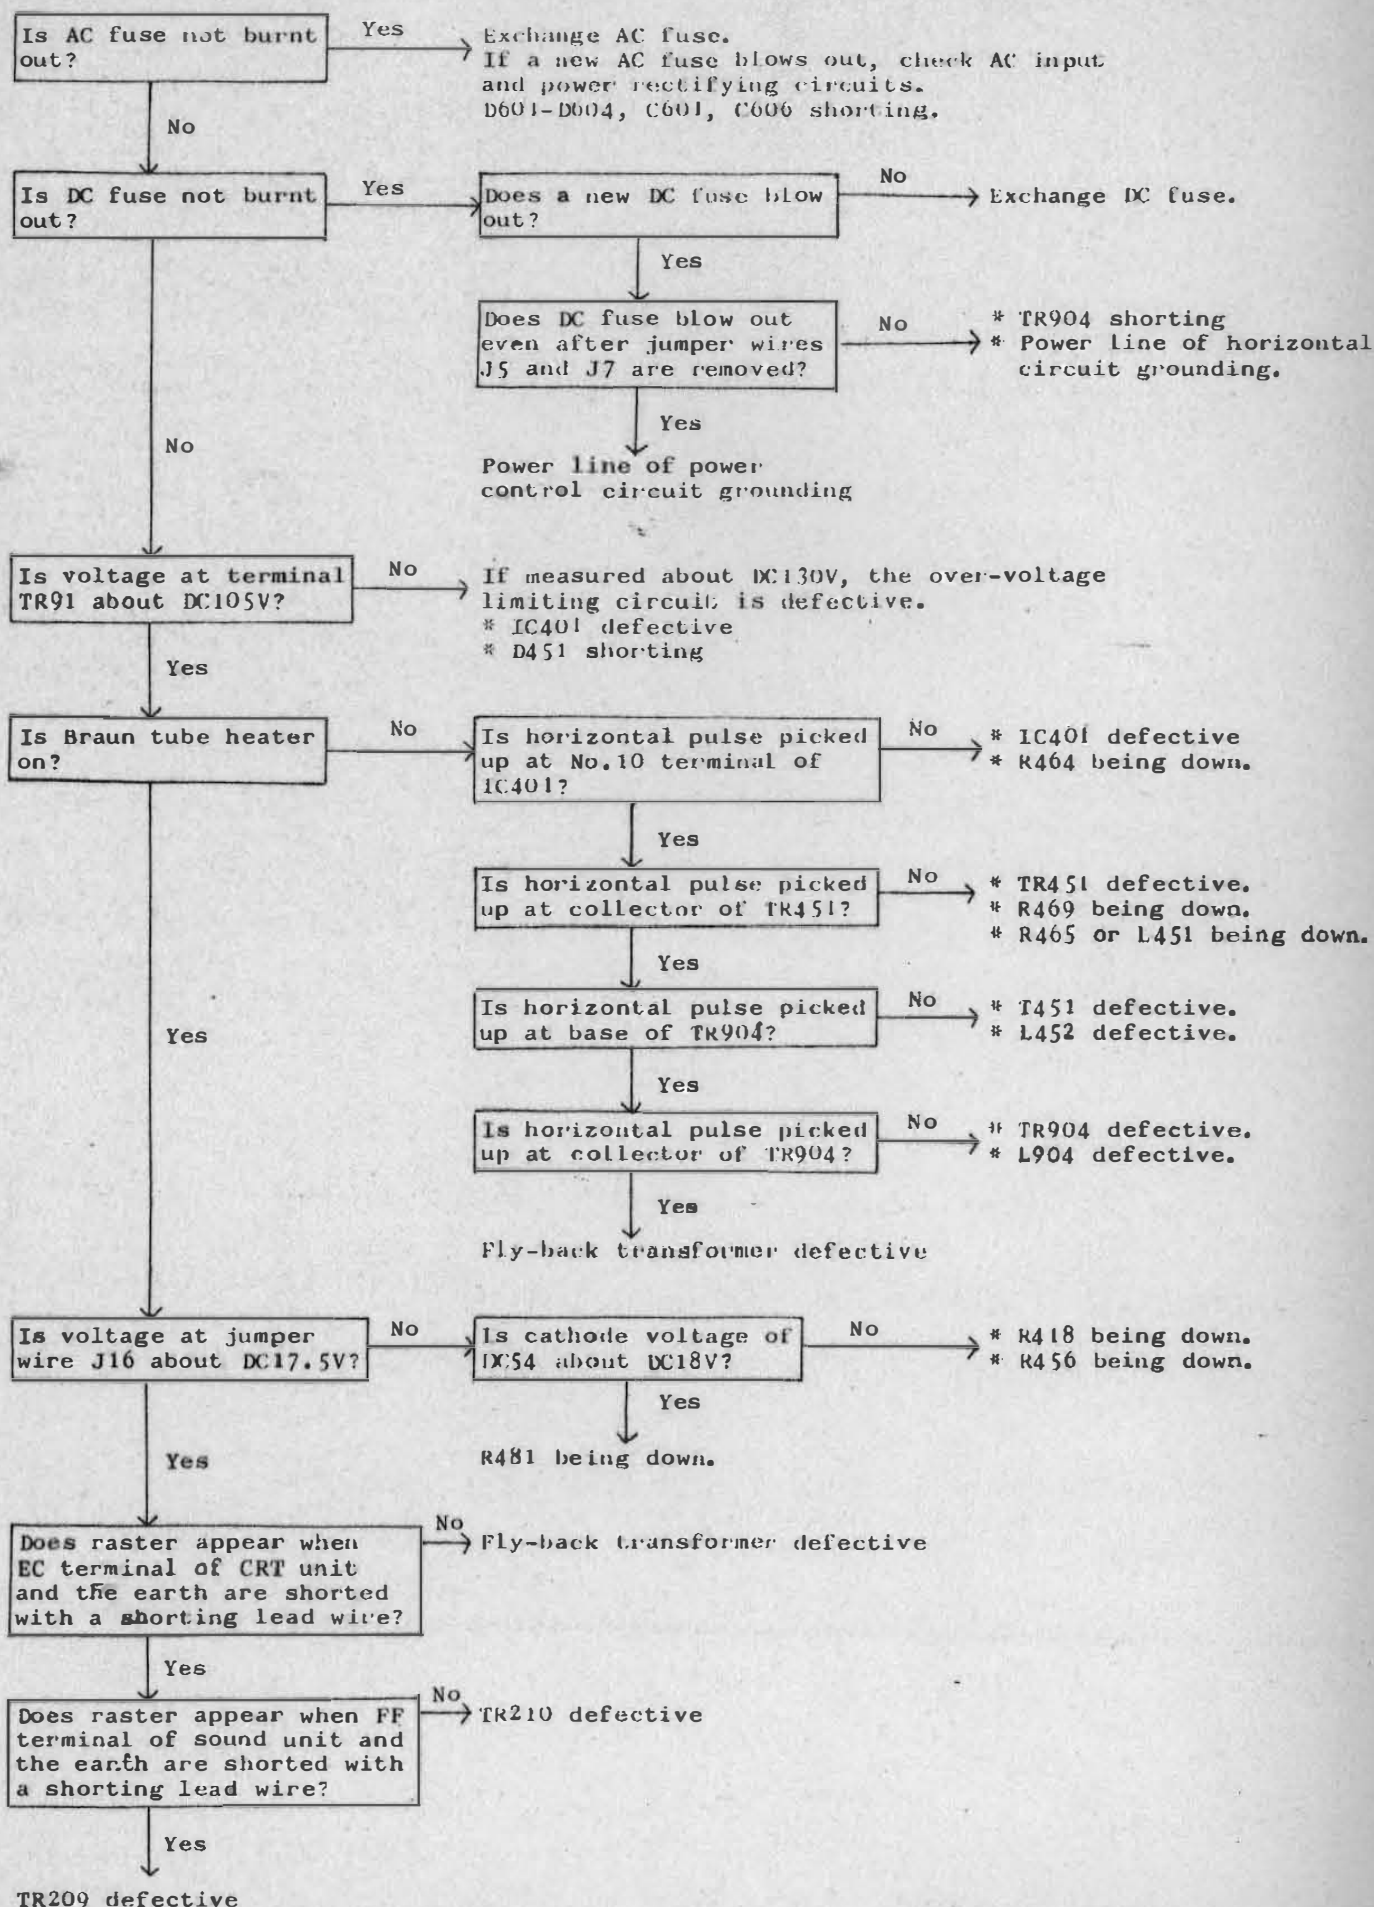 Is AC fuse not burnt
out?
Yes
Exchange AC fuse.
If a new AC fuse blows out, check AC input
and power rectifying circuits.
D601-D604, C601, C606 shorting.
No
Is DC fuse not burnt
out?
Yes
Does a new DC fuse blow
out?
No
Exchange DC fuse.
Yes
Does DC fuse blow out
even after jumper wires
J5 and J7 are removed?
No
* TR904 shorting
* Power line of horizontal
circuit grounding.
Yes
Power line of power
control circuit grounding
No
Is voltage at terminal
TR91 about DC105V?
No
If measured about DC130V, the over-voltage
limiting circuit is defective.
* IC401 defective
* D451 shorting
Yes
Is Braun tube heater
on?
No
Is horizontal pulse picked
up at No.10 terminal of
IC401?
No
* IC401 defective
* R464 being down.
Yes
Is horizontal pulse picked
up at collector of TR451?
No
* TR451 defective.
* R469 being down.
* R465 or L451 being down.
Yes
Is horizontal pulse picked
up at base of TR904?
No
* T451 defective.
* L452 defective.
Yes
Is horizontal pulse picked
up at collector of TR904?
No
* TR904 defective.
* L904 defective.
Yes
Fly-back transformer defective
Yes
Is voltage at jumper
wire J16 about DC17.5V?
No
Is cathode voltage of
about DC18V?
No
* R418 being down.
* R456 being down.
Yes
R481 being down.
Yes
Does raster appear when
EC terminal of CRT unit
and the earth are shorted
with a shorting lead wire?
No
Fly-back transformer defective
Yes
Does raster appear when FF
terminal of sound unit and
the earth are shorted with
a shorting lead wire?
No
TR210 defective
Yes
TR209 defective